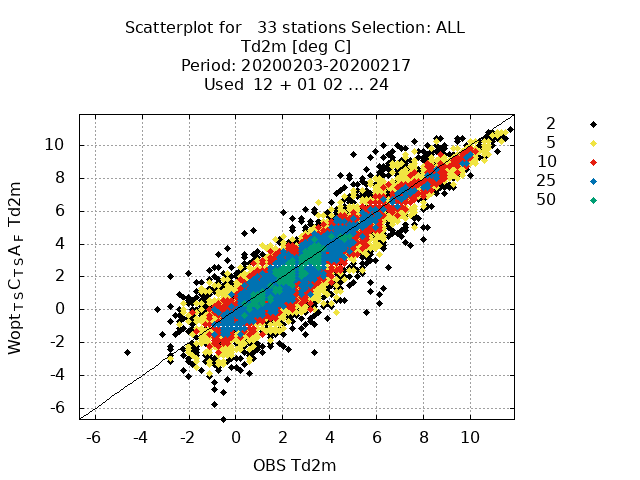 Scatterplot for 33 stations Selection: ALL
Td2m [deg C]
Period: 20200203-20200217
Used 12 + 01 02 ... 24
2
5
10
25
50
10
8
6
4
2
0
-2
-4
-6
Wopt T S C T S A F Td2m
-6 -4 -2 0 2 4 6 8 10
OBS Td2m